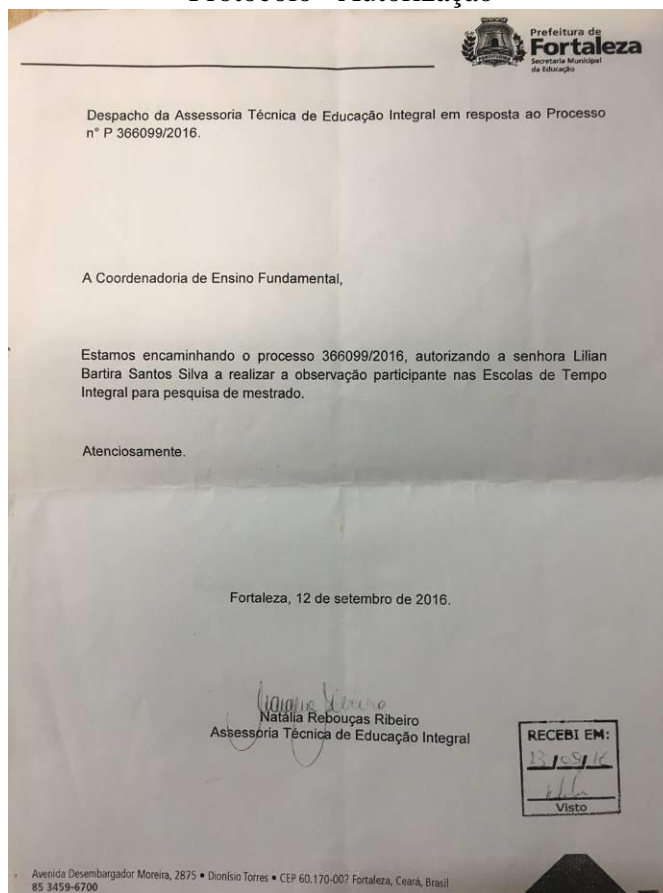 Protocolo - Autorização
Prefeitura de
Fortaleza
Secretaria Municipal
da Educação
Despacho da Assessoria Técnica de Educação Integral em resposta ao Processo
n° P 366099/2016.
A Coordenadoria de Ensino Fundamental,
Estamos encaminhando o processo 366099/2016, autorizando a senhora Lilian
Bartira Santos Silva a realizar a observação participante nas Escolas de Tempo
Integral para pesquisa de mestrado.
Atenciosamente.
Fortaleza, 12 de setembro de 2016.
Natália Rebouças Ribeiro
Assessoria Técnica de Educação Integral
RECEBI EM:
Visto
Avenida Desembargador Moreira, 2875 • Dionísio Torres • CEP 60.170-002 Fortaleza, Ceará, Brasil
85 3459-6700